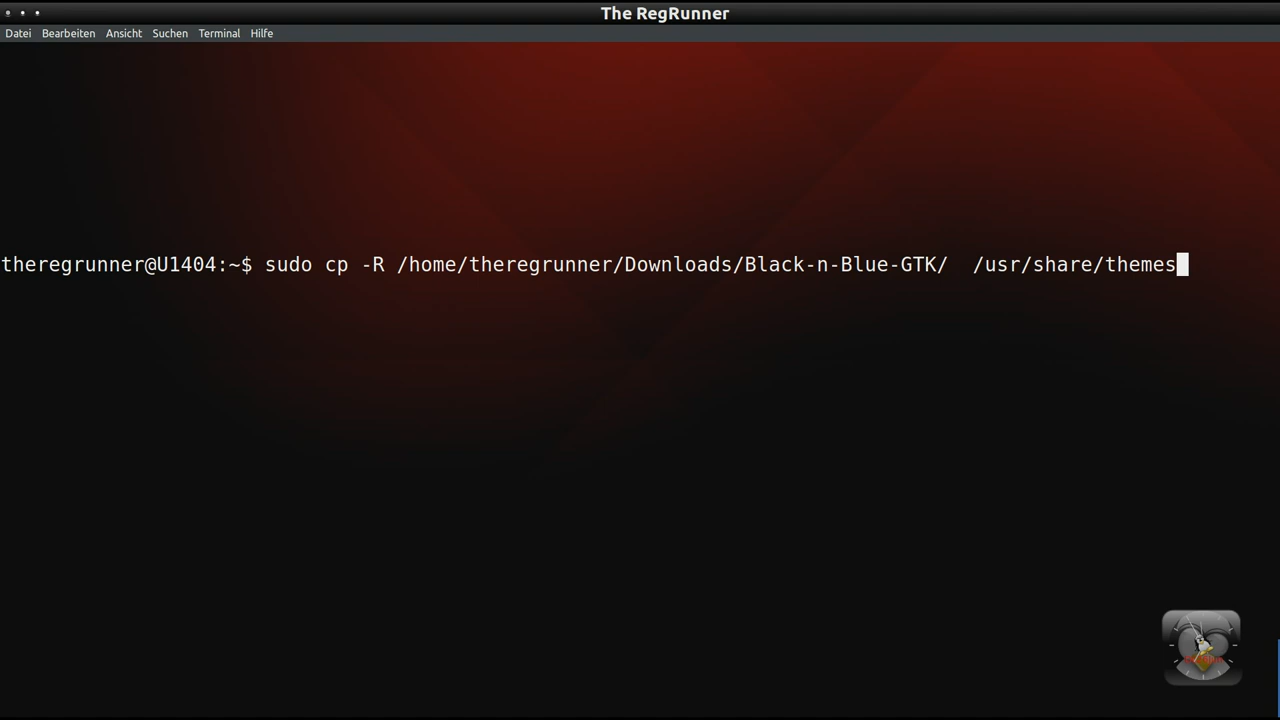 The RegRunner
Datei Bearbeiten Ansicht Suchen Terminal Hilfe
theregrunner@U1404:~$ sudo cp -R /home/theregrunner/Downloads/Black-n-Blue-GTK/  /usr/share/themes